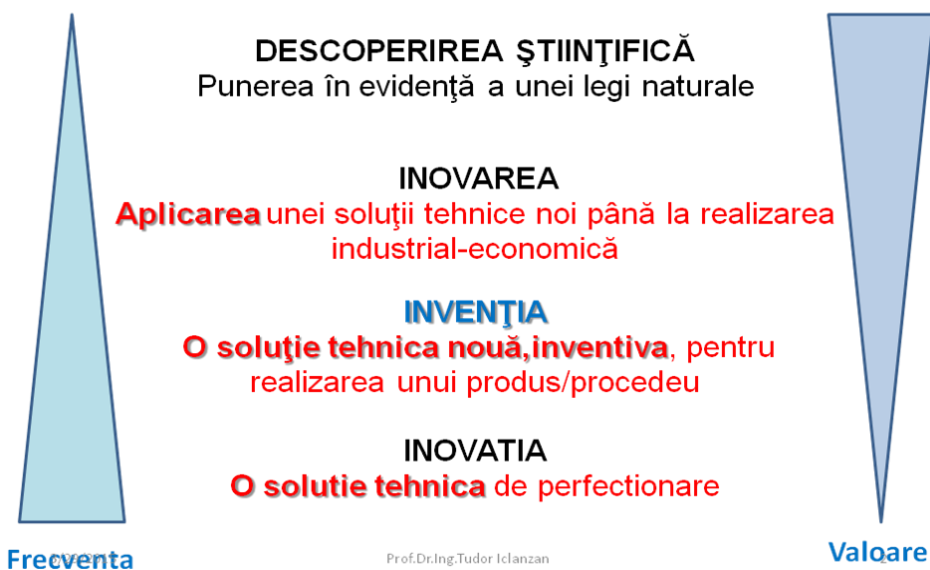 DESCOPERIREA ŞTIINŢIFICĂ
Punerea în evidenţă a unei legi naturale
INOVAREA
Aplicarea unei soluţii tehnice noi până la realizarea
industrial-economică
INVENŢIA
O soluţie tehnica nouă,inventiva, pentru
realizarea unui produs/procedeu
INOVATIA
O solutie tehnica de perfectionare
Frecventa
Prof.Dr.Ing.Tudor Iclanzan
Valoare